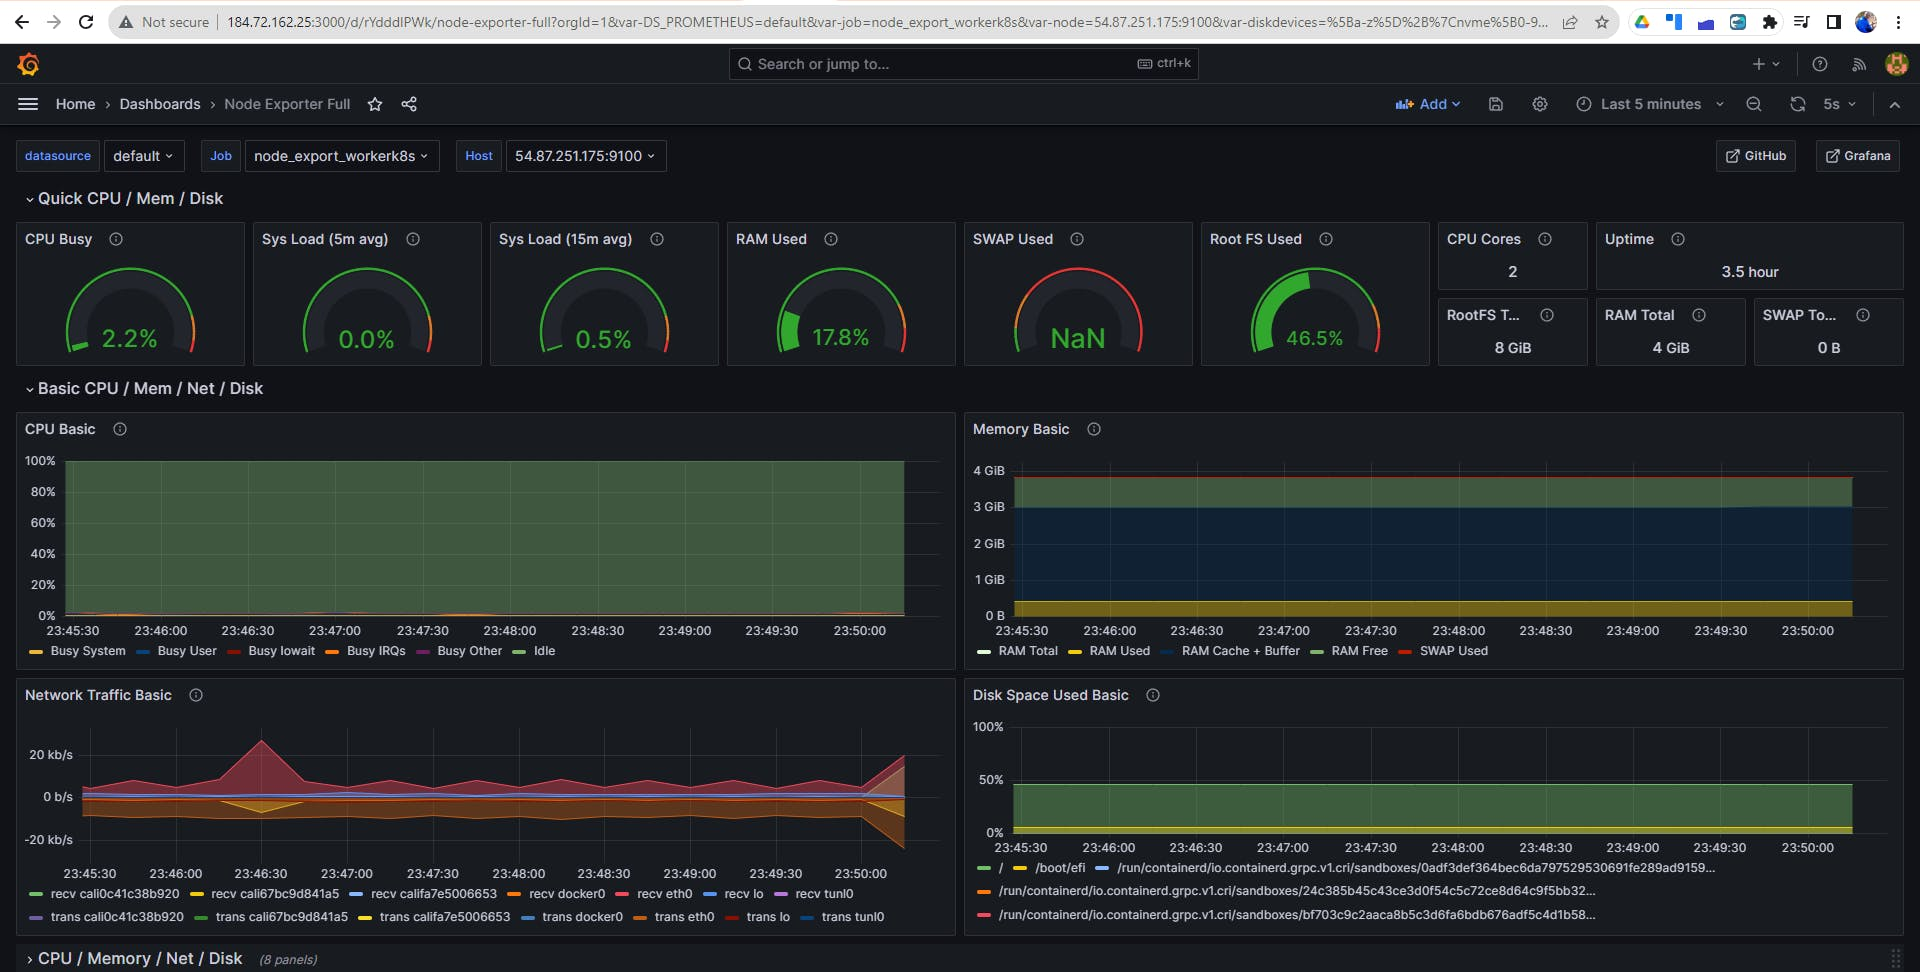 Not secure 184.72.162.25:3000/d/rYdddlPWk/node-exporter-full?orgId=1&var-DS_PROMETHEUS=default&var-job=node_export_workerk8s&var-node=54.87.251.175:9100&var-diskdevices=%5Ba-z%5D%2B%7Cnvme%5B0-9...
Search or jump to... ctrl+k
Home › Dashboards › Node Exporter Full Add Last 5 minutes 5s
datasource default Job node_export_workerk8s Host 54.87.251.175:9100 GitHub Grafana
Quick CPU / Mem / Disk
CPU Busy Sys Load (5m avg) Sys Load (15m avg) RAM Used SWAP Used Root FS Used CPU Cores Uptime
2 3.5 hour
2.2% 0.0% 0.5% 17.8% NaN 46.5%
RootFS T... RAM Total SWAP To...
8 GiB 4 GiB 0 B
Basic CPU / Mem / Net / Disk
CPU Basic
100%
80%
60%
40%
20%
0%
23:45:30 23:46:00 23:46:30 23:47:00 23:47:30 23:48:00 23:48:30 23:49:00 23:49:30 23:50:00
Busy System Busy User Busy Iowait Busy IRQs Busy Other Idle
Memory Basic
4 GiB
3 GiB
2 GiB
1 GiB
0 B
23:45:30 23:46:00 23:46:30 23:47:00 23:47:30 23:48:00 23:48:30 23:49:00 23:49:30 23:50:00
RAM Total RAM Used RAM Cache + Buffer RAM Free SWAP Used
Network Traffic Basic
20 kb/s
0 b/s
-20 kb/s
23:45:30 23:46:00 23:46:30 23:47:00 23:47:30 23:48:00 23:48:30 23:49:00 23:49:30 23:50:00
recv cali0c41c38b920 recv cali67bc9d841a5 recv califa7e5006653 recv docker0 recv eth0 recv lo recv tunl0
trans cali0c41c38b920 trans cali67bc9d841a5 trans califa7e5006653 trans docker0 trans eth0 trans lo trans tunl0
Disk Space Used Basic
100%
50%
0%
23:45:30 23:46:00 23:46:30 23:47:00 23:47:30 23:48:00 23:48:30 23:49:00 23:49:30 23:50:00
/ /boot/efi /run/containerd/io.containerd.grpc.v1.cri/sandboxes/0adf3def364bec6da797529530691fe289ad9159...
/run/containerd/io.containerd.grpc.v1.cri/sandboxes/24c385b45c43ce3d0f54c5c72ce8d64c9f5bb32...
/run/containerd/io.containerd.grpc.v1.cri/sandboxes/bf703c9c2aaca8b5c3d6fa6bdb676adf5c4d1b58...
CPU / Memory / Net / Disk (8 panels)